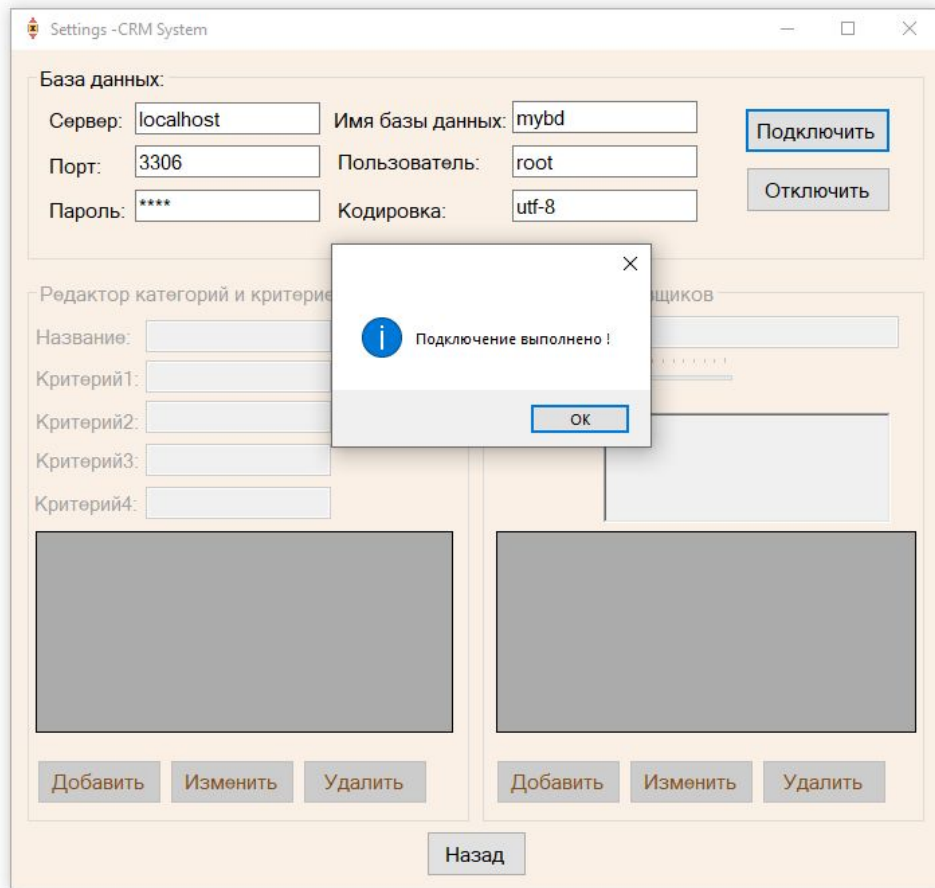 Settings -CRM System
База данных:
Сервер: localhost Имя базы данных: mybd Подключить
Порт: 3306 Пользователь: root
Отключить
Пароль: **** Кодировка: utf-8
Редактор категорий и
Название:
Подключение выполнено !
Критерий1:
OK
Критерий2:
Критерий3:
Критерий4:
Добавить Изменить Удалить Добавить Изменить Удалить
Назад